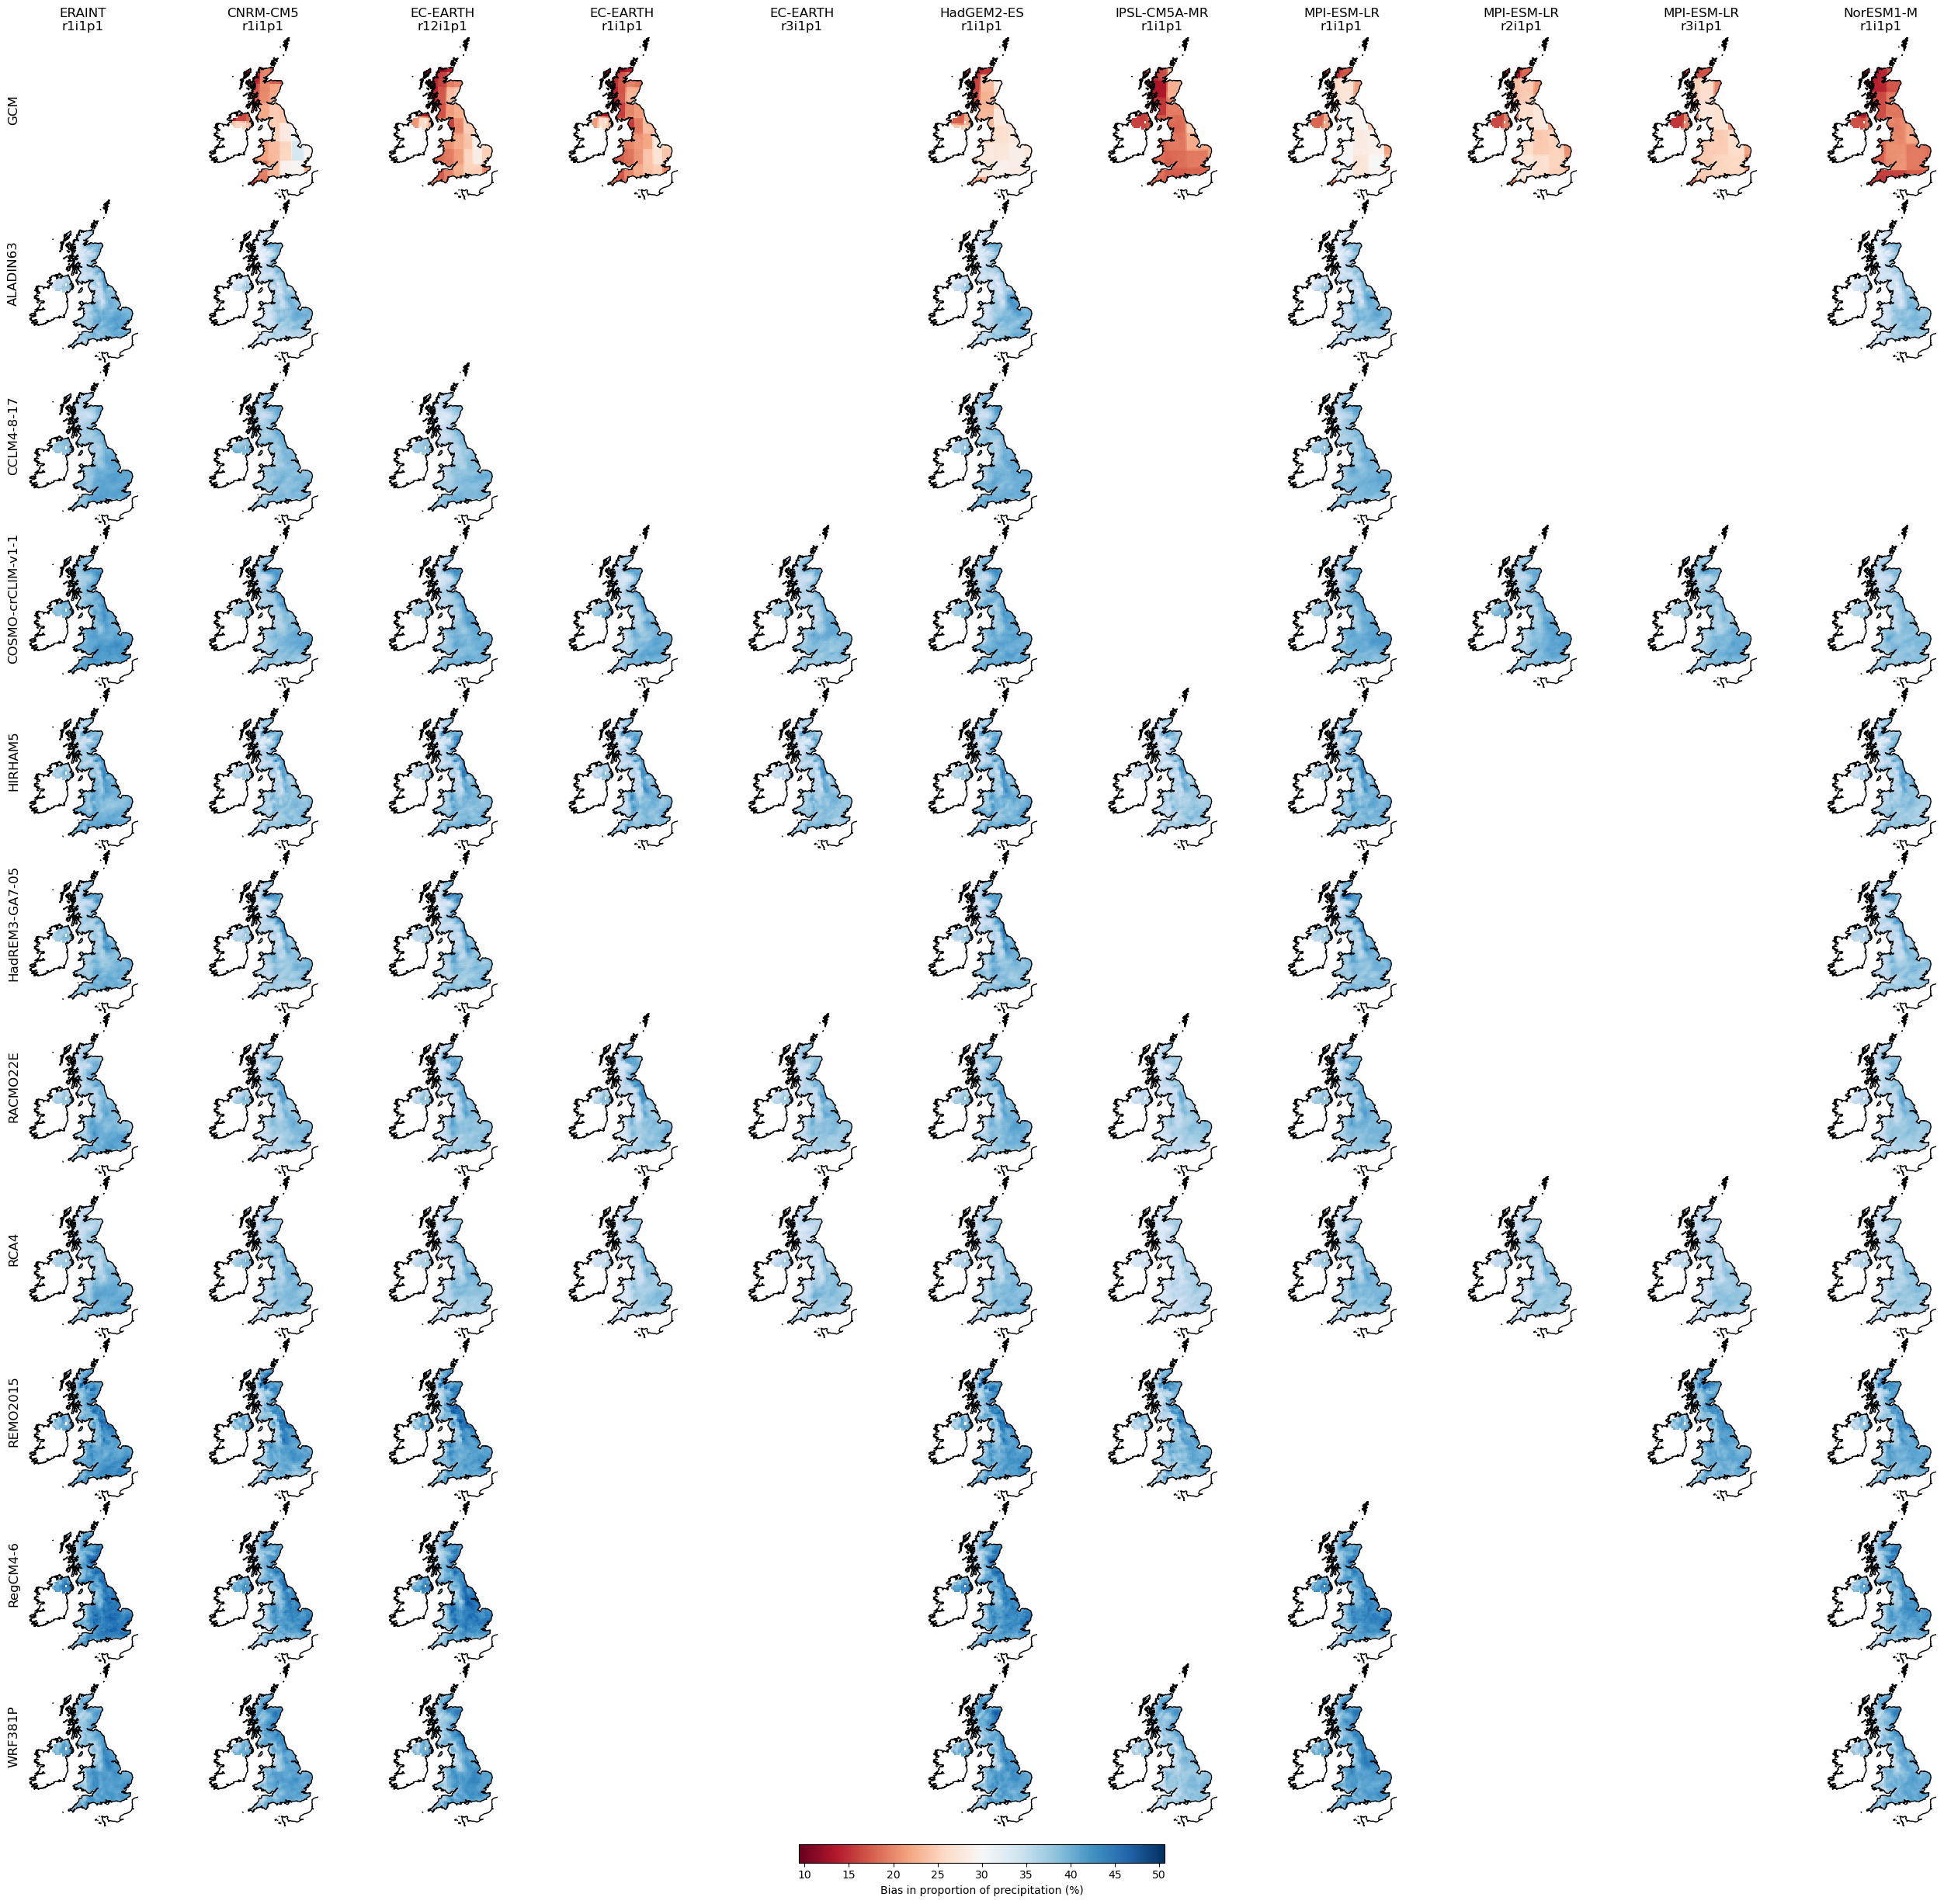 ERAINT CNRM-CM5 EC-EARTH EC-EARTH EC-EARTH HadGEM2-ES IPSL-CM5A-MR MPI-ESM-LR MPI-ESM-LR MPI-ESM-LR NorESM1-M
r1i1p1 r1i1p1 r12i1p1 r1i1p1 r3i1p1 r1i1p1 r1i1p1 r1i1p1 r2i1p1 r3i1p1 r1i1p1
GCM
ALADIN63
CCLM4-8-17
COSMO-crCLIM-v1-1
HIRHAM5
HadREM3-GA7-05
RACMO22E
RCA4
REMO2015
RegCM4-6
WRF381P
10 15 20 25 30 35 40 45 50
Bias in proportion of precipitation (%)